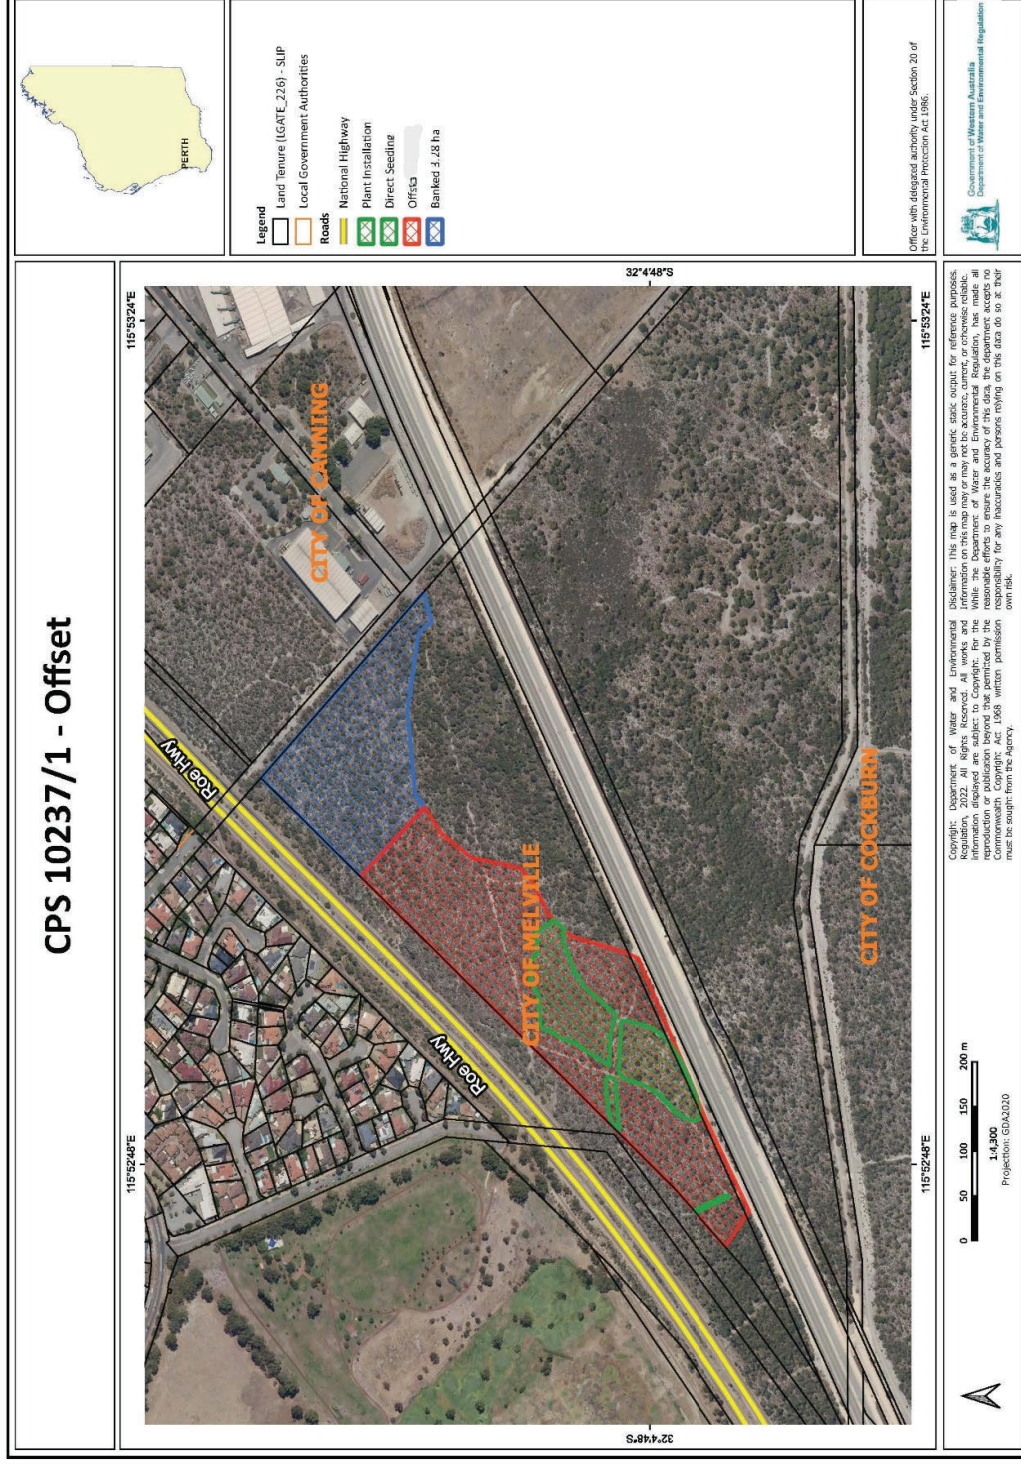 CPS 10237/1 - Offset
115°52'48"E
115°53'24"E
32°4'48"S
32°4'48"S
Roe Hwy
Roe Hwy
CITY OF CANNING
CITY OF MELVILLE
CITY OF COCKBURN
115°52'48"E
115°53'24"E
PERTH
Legend
Land Tenure (LGATE_226) - SLIP
Local Government Authorities
Roads
National Highway
Plant Installation
Direct Seeding
Offset
Banked 3.28 ha
Officer with delegated authority under Section 20 of
the Environmental Protection Act 1986.
0 50 100 150 200 m
1:4,300
Projection: GDA2020
Copyright: Department of Water and Environmental
Regulation, 2022. All Rights Reserved. All works and
information displayed are subject to Copyright. For the
reproduction or publication beyond that permitted by the
Commonwealth Copyright Act 1968 written permission
must be sought from the Agency.
Disclaimer: This map is used as a generic static output for reference purposes.
Information on this map may or may not be accurate, current, or otherwise reliable.
While the Department of Water and Environmental Regulation, has made all
reasonable efforts to ensure the accuracy of this data, the department accepts no
responsibility for any inaccuracies and persons relying on this data do so at their
own risk.
Government of Western Australia
Department of Water and Environmental Regulation